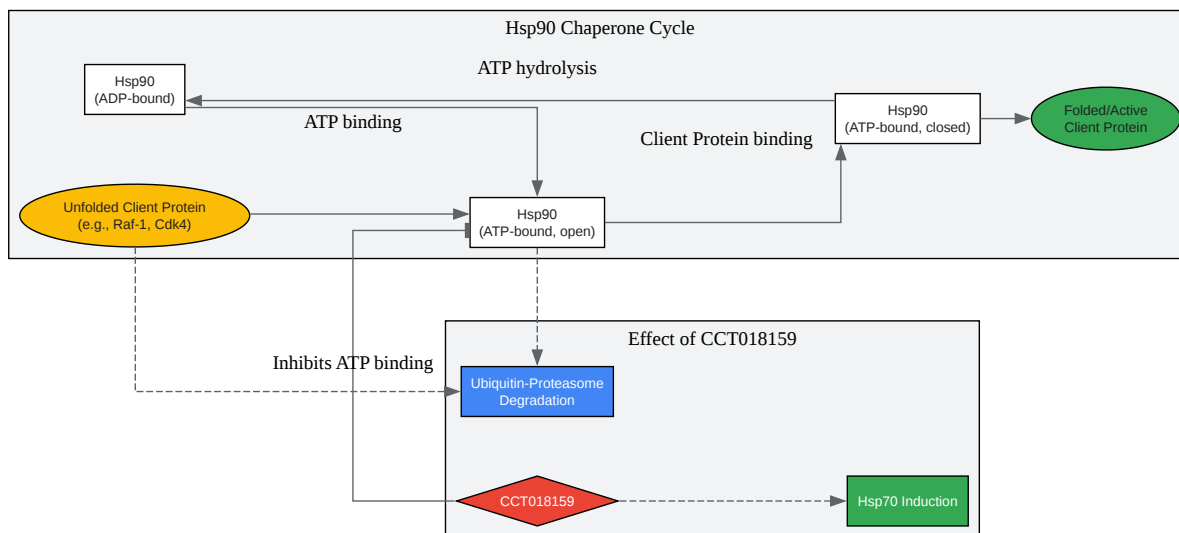 Hsp90 Chaperone Cycle
ATP hydrolysis
Hsp90
(ADP-bound)
ATP binding
Client Protein binding
Hsp90
(ATP-bound, closed)
Folded/Active
Client Protein
Unfolded Client Protein
(e.g., Raf-1, Cdk4)
Hsp90
(ATP-bound, open)
Effect of CCT018159
Inhibits ATP binding
Ubiquitin-Proteasome
Degradation
CCT018159
Hsp70 Induction